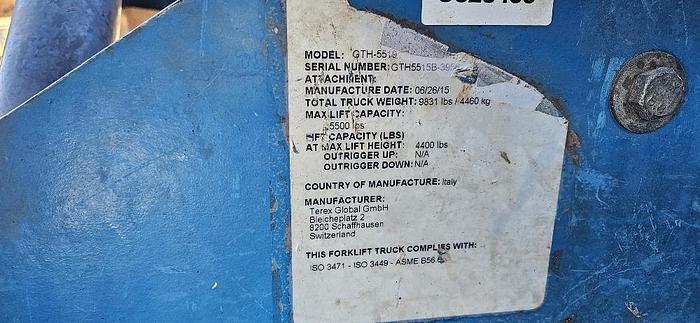 MODEL: GTH-5519
SERIAL NUMBER: GTH5515B-39
ATTACHMENT:
MANUFACTURE DATE: 06/26/15
TOTAL TRUCK WEIGHT: 9831 lbs / 4460 kg
MAX LIFT CAPACITY:
5500 lbs
LIFT CAPACITY (LBS)
AT MAX LIFT HEIGHT: 4400 lbs
OUTRIGGER UP: N/A
OUTRIGGER DOWN: N/A
COUNTRY OF MANUFACTURE: Italy
MANUFACTURER:
Terex Global GmbH
Bleicheplatz 2
8200 Schaffhausen
Switzerland
THIS FORKLIFT TRUCK COMPLIES WITH:
ISO 3471 - ISO 3449 - ASME B56.6